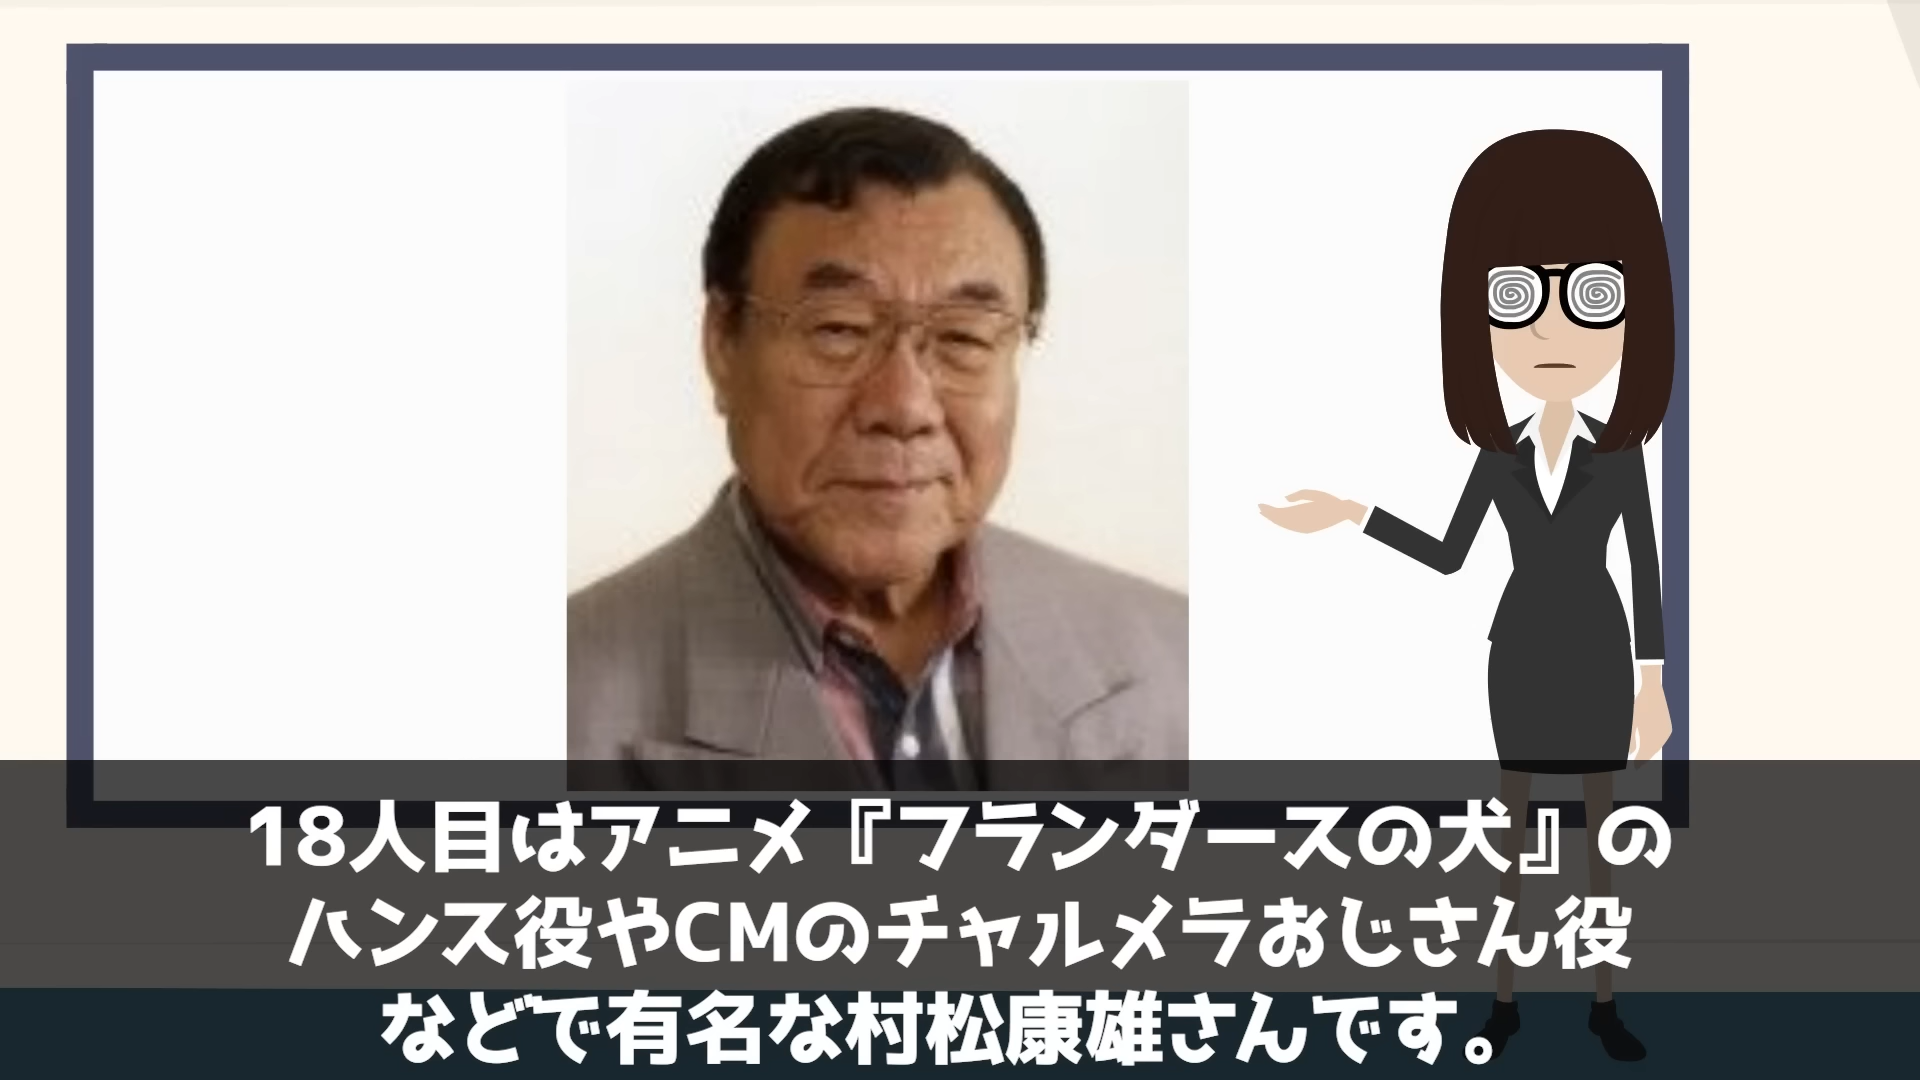 18人目はアニメ『フランダースの犬』の
ハンス役やCMのチャルメラおじさん役
などで有名な村松康雄さんです。